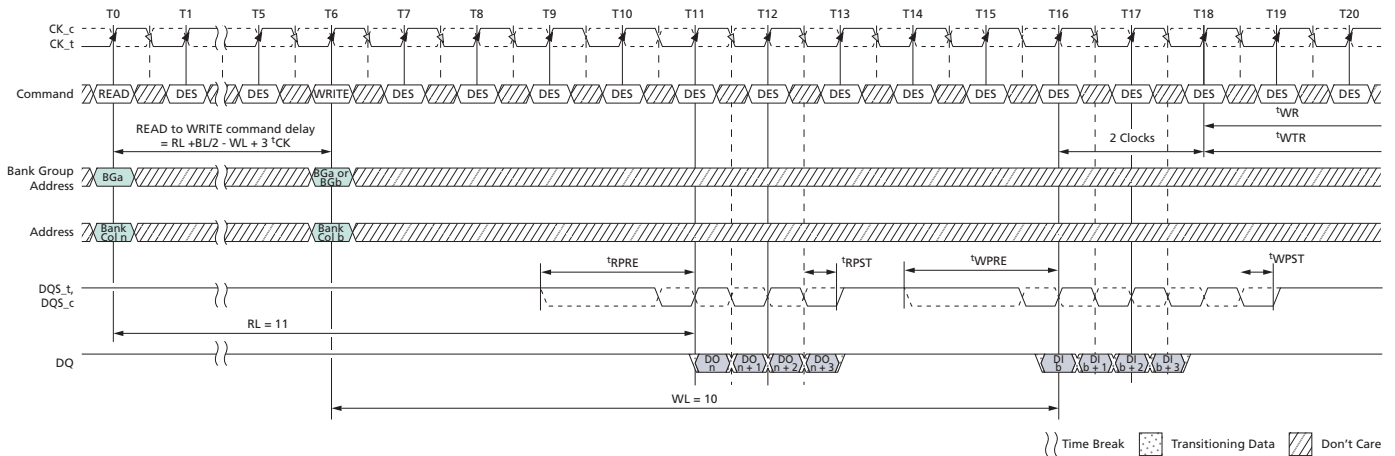 T0 T1 T5 T6 T7 T8 T9 T10 T11 T12 T13 T14 T15 T16 T17 T18 T19 T20
CK_c
CK_t
Command READ DES DES WRITE DES DES DES DES DES DES DES DES DES DES DES DES DES DES
tWR
READ to WRITE command delay
= RL +BL/2 - WL + 3 tCK
2 Clocks
tWTR
Bank Group
Address
BGa
BGa or
BGb
Address
Bank
Col n
Bank
Col b
tRPRE tRPST tWPRE tWPST
DQS_t,
DQS_c
RL = 11
DQ
DO
n
DO
n + 1
DO
n + 2
DO
n + 3
DI
b
DI
b + 1
DI
b + 2
DI
b + 3
WL = 10
Time Break Transitioning Data Don't Care